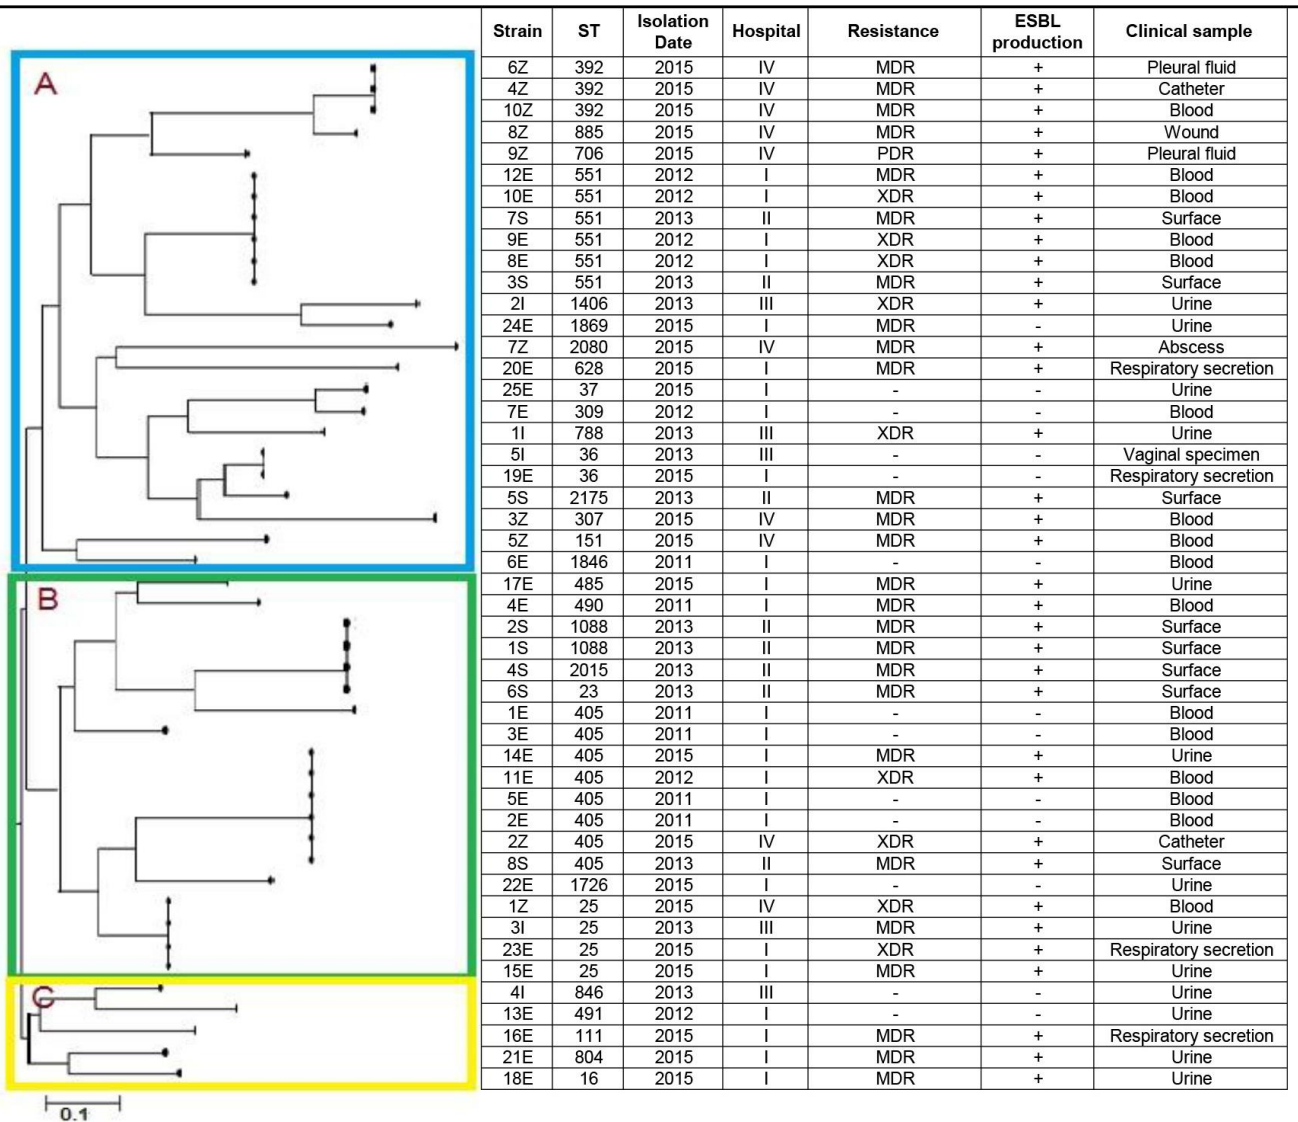 Strain ST Isolation Date Hospital Resistance ESBL production Clinical sample
A
6Z 392 2015 IV MDR + Pleural fluid
4Z 392 2015 IV MDR + Catheter
10Z 392 2015 IV MDR + Blood
8Z 885 2015 IV MDR + Wound
9Z 706 2015 IV PDR + Pleural fluid
12E 551 2012 I MDR + Blood
10E 551 2012 I XDR + Blood
7S 551 2013 II MDR + Surface
9E 551 2012 I XDR + Blood
8E 551 2012 I XDR + Blood
3S 551 2013 II MDR + Surface
2I 1406 2013 III XDR + Urine
24E 1869 2015 I MDR - Urine
7Z 2080 2015 IV MDR + Abscess
20E 628 2015 I MDR + Respiratory secretion
25E 37 2015 I - - Urine
7E 309 2012 I - - Blood
1I 788 2013 III XDR + Urine
5I 36 2013 III - - Vaginal specimen
19E 36 2015 I - - Respiratory secretion
5S 2175 2013 II MDR + Surface
3Z 307 2015 IV MDR + Blood
5Z 151 2015 IV MDR + Blood
6E 1846 2011 I - - Blood
B
17E 485 2015 I MDR + Urine
4E 490 2011 I MDR + Blood
2S 1088 2013 II MDR + Surface
1S 1088 2013 II MDR + Surface
4S 2015 2013 II MDR + Surface
6S 23 2013 II MDR + Surface
1E 405 2011 I - - Blood
3E 405 2011 I - - Blood
14E 405 2015 I MDR + Urine
11E 405 2012 I XDR + Blood
5E 405 2011 I - - Blood
2E 405 2011 I - - Blood
2Z 405 2015 IV XDR + Catheter
8S 405 2013 II MDR + Surface
22E 1726 2015 I - - Urine
1Z 25 2015 IV XDR + Blood
3I 25 2013 III MDR + Urine
23E 25 2015 I XDR + Respiratory secretion
15E 25 2015 I MDR + Urine
C
4I 846 2013 III - - Urine
13E 491 2012 I - - Urine
16E 111 2015 I MDR + Respiratory secretion
21E 804 2015 I MDR + Urine
18E 16 2015 I MDR + Urine
0.1